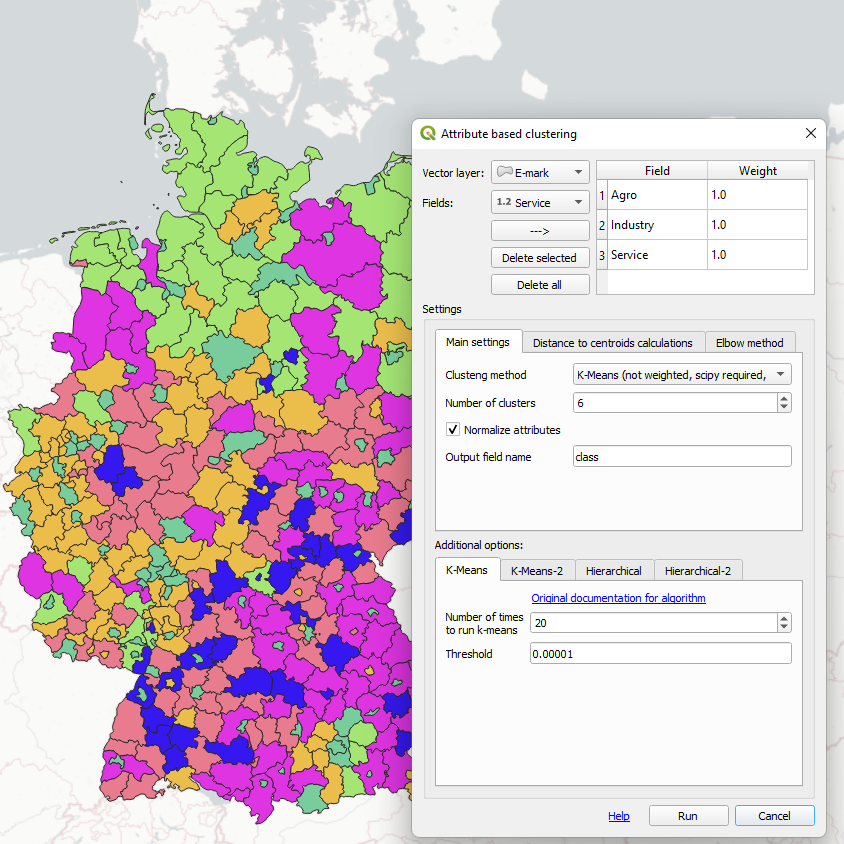 Attribute based clustering
Vector layer: E-mark
Fields: 1.2 Service
--->
Delete selected
Delete all
Field Weight
1 Agro 1.0
2 Industry 1.0
3 Service 1.0
Settings
Main settings Distance to centroids calculations Elbow method
Clusteng method K-Means (not weighted, scipy required,
Number of clusters 6
Normalize attributes
Output field name class
Additional options:
K-Means K-Means-2 Hierarchical Hierarchical-2
Original documentation for algorithm
Number of times
to run k-means 20
Threshold 0.00001
Help Run Cancel